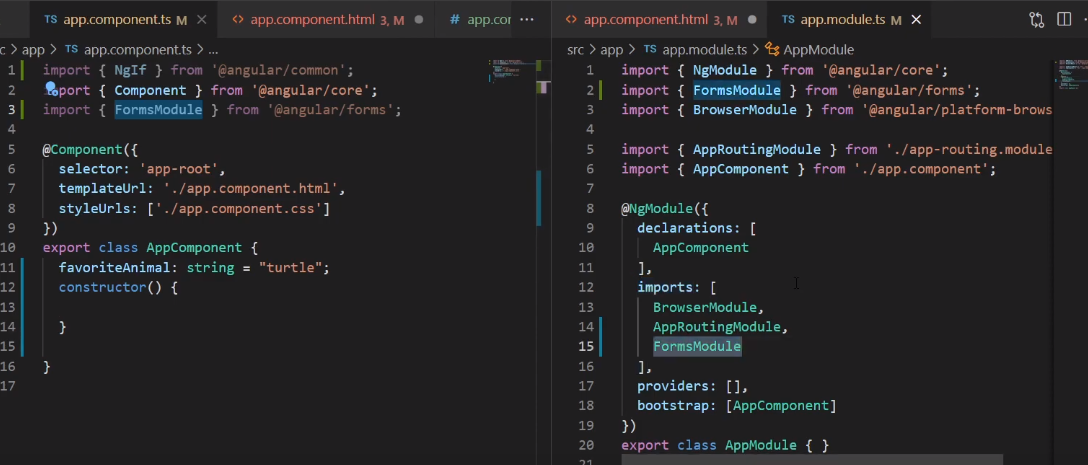 TS app.component.ts M ×
<> app.component.html 3, M ●
# app.co
...
c > app > TS app.component.ts > ...
1 import { NgIf } from '@angular/common';
2 import { Component } from '@angular/core';
3 import { FormsModule } from '@angular/forms';
4
5 @Component({
6 selector: 'app-root',
7 templateUrl: './app.component.html',
8 styleUrls: ['./app.component.css']
9 })
10 export class AppComponent {
11 favoriteAnimal: string = "turtle";
12 constructor() {
13
14 }
15
16 }
17
<> app.component.html 3, M ●
TS app.module.ts M ×
src > app > TS app.module.ts > AppModule
1 import { NgModule } from '@angular/core';
2 import { FormsModule } from '@angular/forms';
3 import { BrowserModule } from '@angular/platform-brows
4
5 import { AppRoutingModule } from './app-routing.module
6 import { AppComponent } from './app.component';
7
8 @NgModule({
9 declarations: [
10 AppComponent
11 ],
12 imports: [
13 BrowserModule,
14 AppRoutingModule,
15 FormsModule
16 ],
17 providers: [],
18 bootstrap: [AppComponent]
19 })
20 export class AppModule { }
21